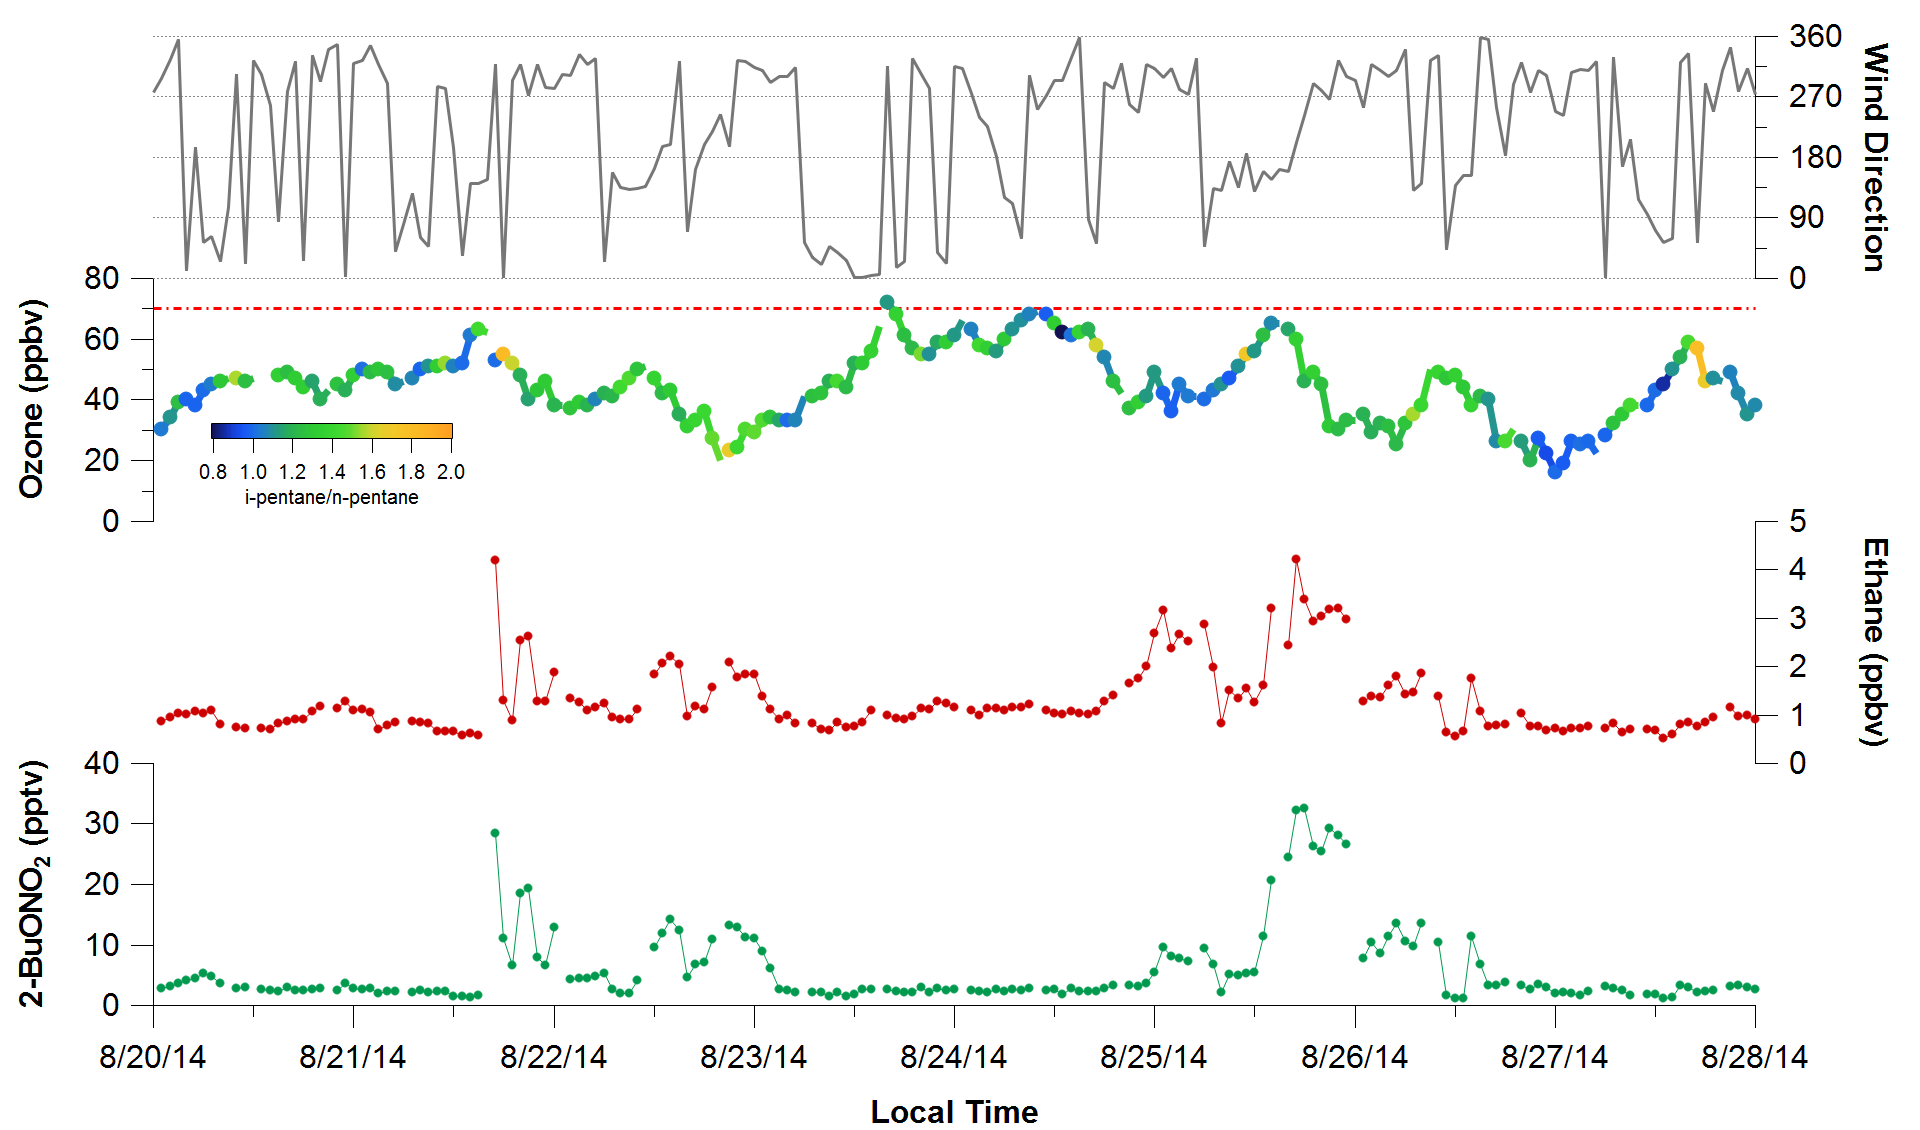 360
270
180
90
0
Wind Direction
80
60
40
20
0
Ozone (ppbv)
0.8 1.0 1.2 1.4 1.6 1.8 2.0
i-pentane/n-pentane
5
4
3
2
1
0
Ethane (ppbv)
40
30
20
10
0
2-BuONO2 (pptv)
8/20/14 8/21/14 8/22/14 8/23/14 8/24/14 8/25/14 8/26/14 8/27/14 8/28/14
Local Time